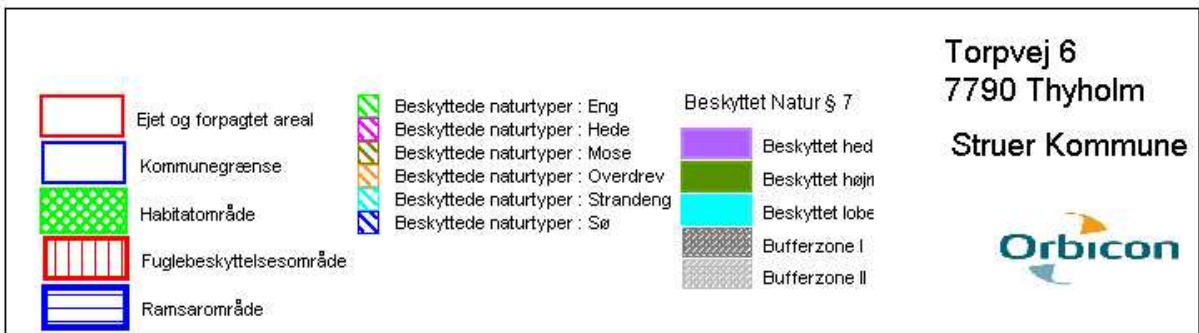 Ejet og forpagtet areal
Kommunegrænse
Habitatområde
Fuglebeskyttelsesområde
Ramsarområde
Beskyttede naturtyper : Eng
Beskyttede naturtyper : Hede
Beskyttede naturtyper : Mose
Beskyttede naturtyper : Overdrev
Beskyttede naturtyper : Strandeng
Beskyttede naturtyper : Sø
Beskyttet Natur § 7
Beskyttet hed
Beskyttet højn
Beskyttet lobe
Bufferzone I
Bufferzone II
Torpvej 6
7790 Thyholm
Struer Kommune
Orbicon